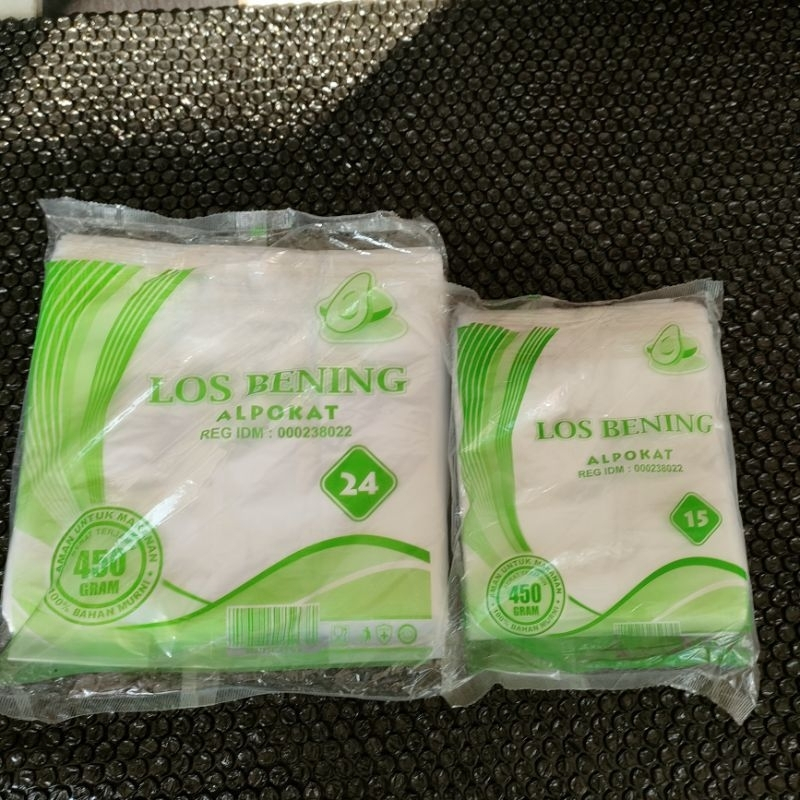 LOS BENING
ALPOKAT
REG IDM : 000238022
24
AMAN UNTUK MAKANAN
450
GRAM
100% BAHAN MURNI
LOS BENING
ALPOKAT
REG IDM : 000238022
15
AMAN UNTUK MAKANAN
450
GRAM
100% BAHAN MURNI